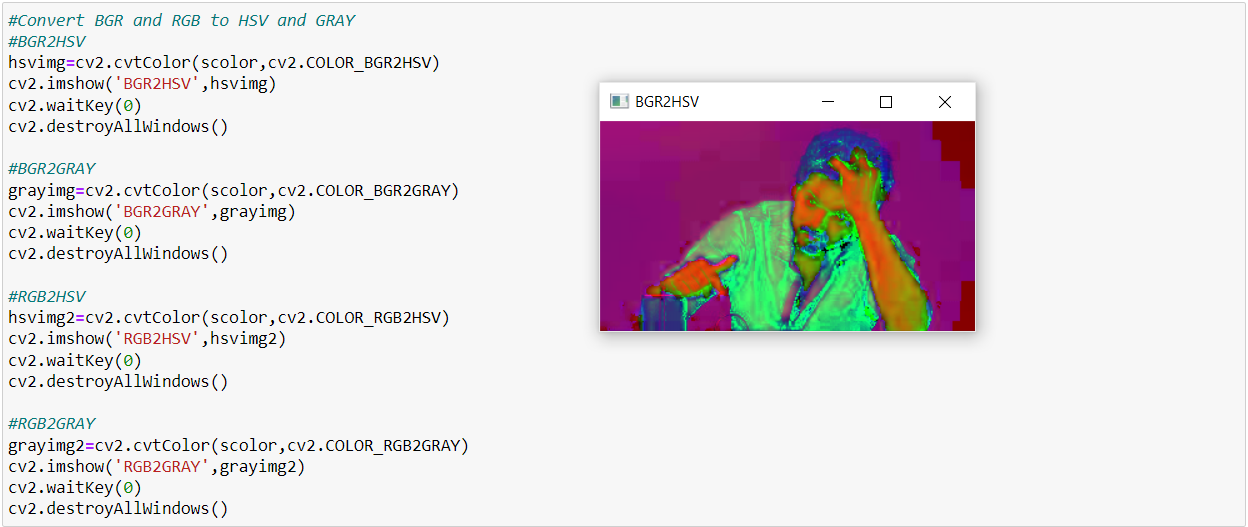 #Convert BGR and RGB to HSV and GRAY
#BGR2HSV
hsvimg=cv2.cvtColor(scolor,cv2.COLOR_BGR2HSV)
cv2.imshow('BGR2HSV',hsvimg)
cv2.waitKey(0)
cv2.destroyAllWindows()

#BGR2GRAY
grayimg=cv2.cvtColor(scolor,cv2.COLOR_BGR2GRAY)
cv2.imshow('BGR2GRAY',grayimg)
cv2.waitKey(0)
cv2.destroyAllWindows()

#RGB2HSV
hsvimg2=cv2.cvtColor(scolor,cv2.COLOR_RGB2HSV)
cv2.imshow('RGB2HSV',hsvimg2)
cv2.waitKey(0)
cv2.destroyAllWindows()

#RGB2GRAY
grayimg2=cv2.cvtColor(scolor,cv2.COLOR_RGB2GRAY)
cv2.imshow('RGB2GRAY',grayimg2)
cv2.waitKey(0)
cv2.destroyAllWindows()
BGR2HSV